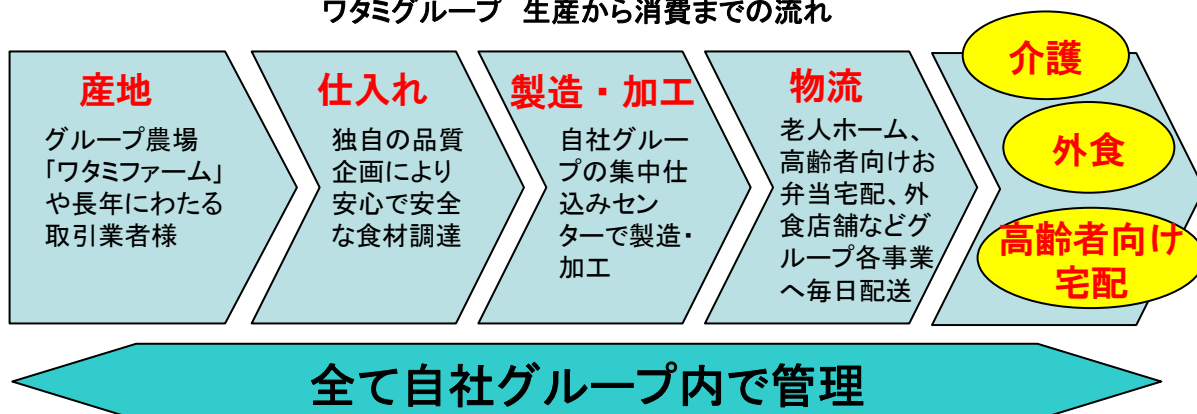 ワタミグループ 生産から消費までの流れ
産地
グループ農場
「ワタミファーム」
や長年にわたる
取引業者様
仕入れ
独自の品質
企画により
安心で安全
な食材調達
製造・加工
自社グルー
プの集中仕
込みセン
ターで製造・
加工
物流
老人ホーム、
高齢者向けお
弁当宅配、外
食店舗などグ
ループ各事業
へ毎日配送
介護
外食
高齢者向け
宅配
全て自社グループ内で管理